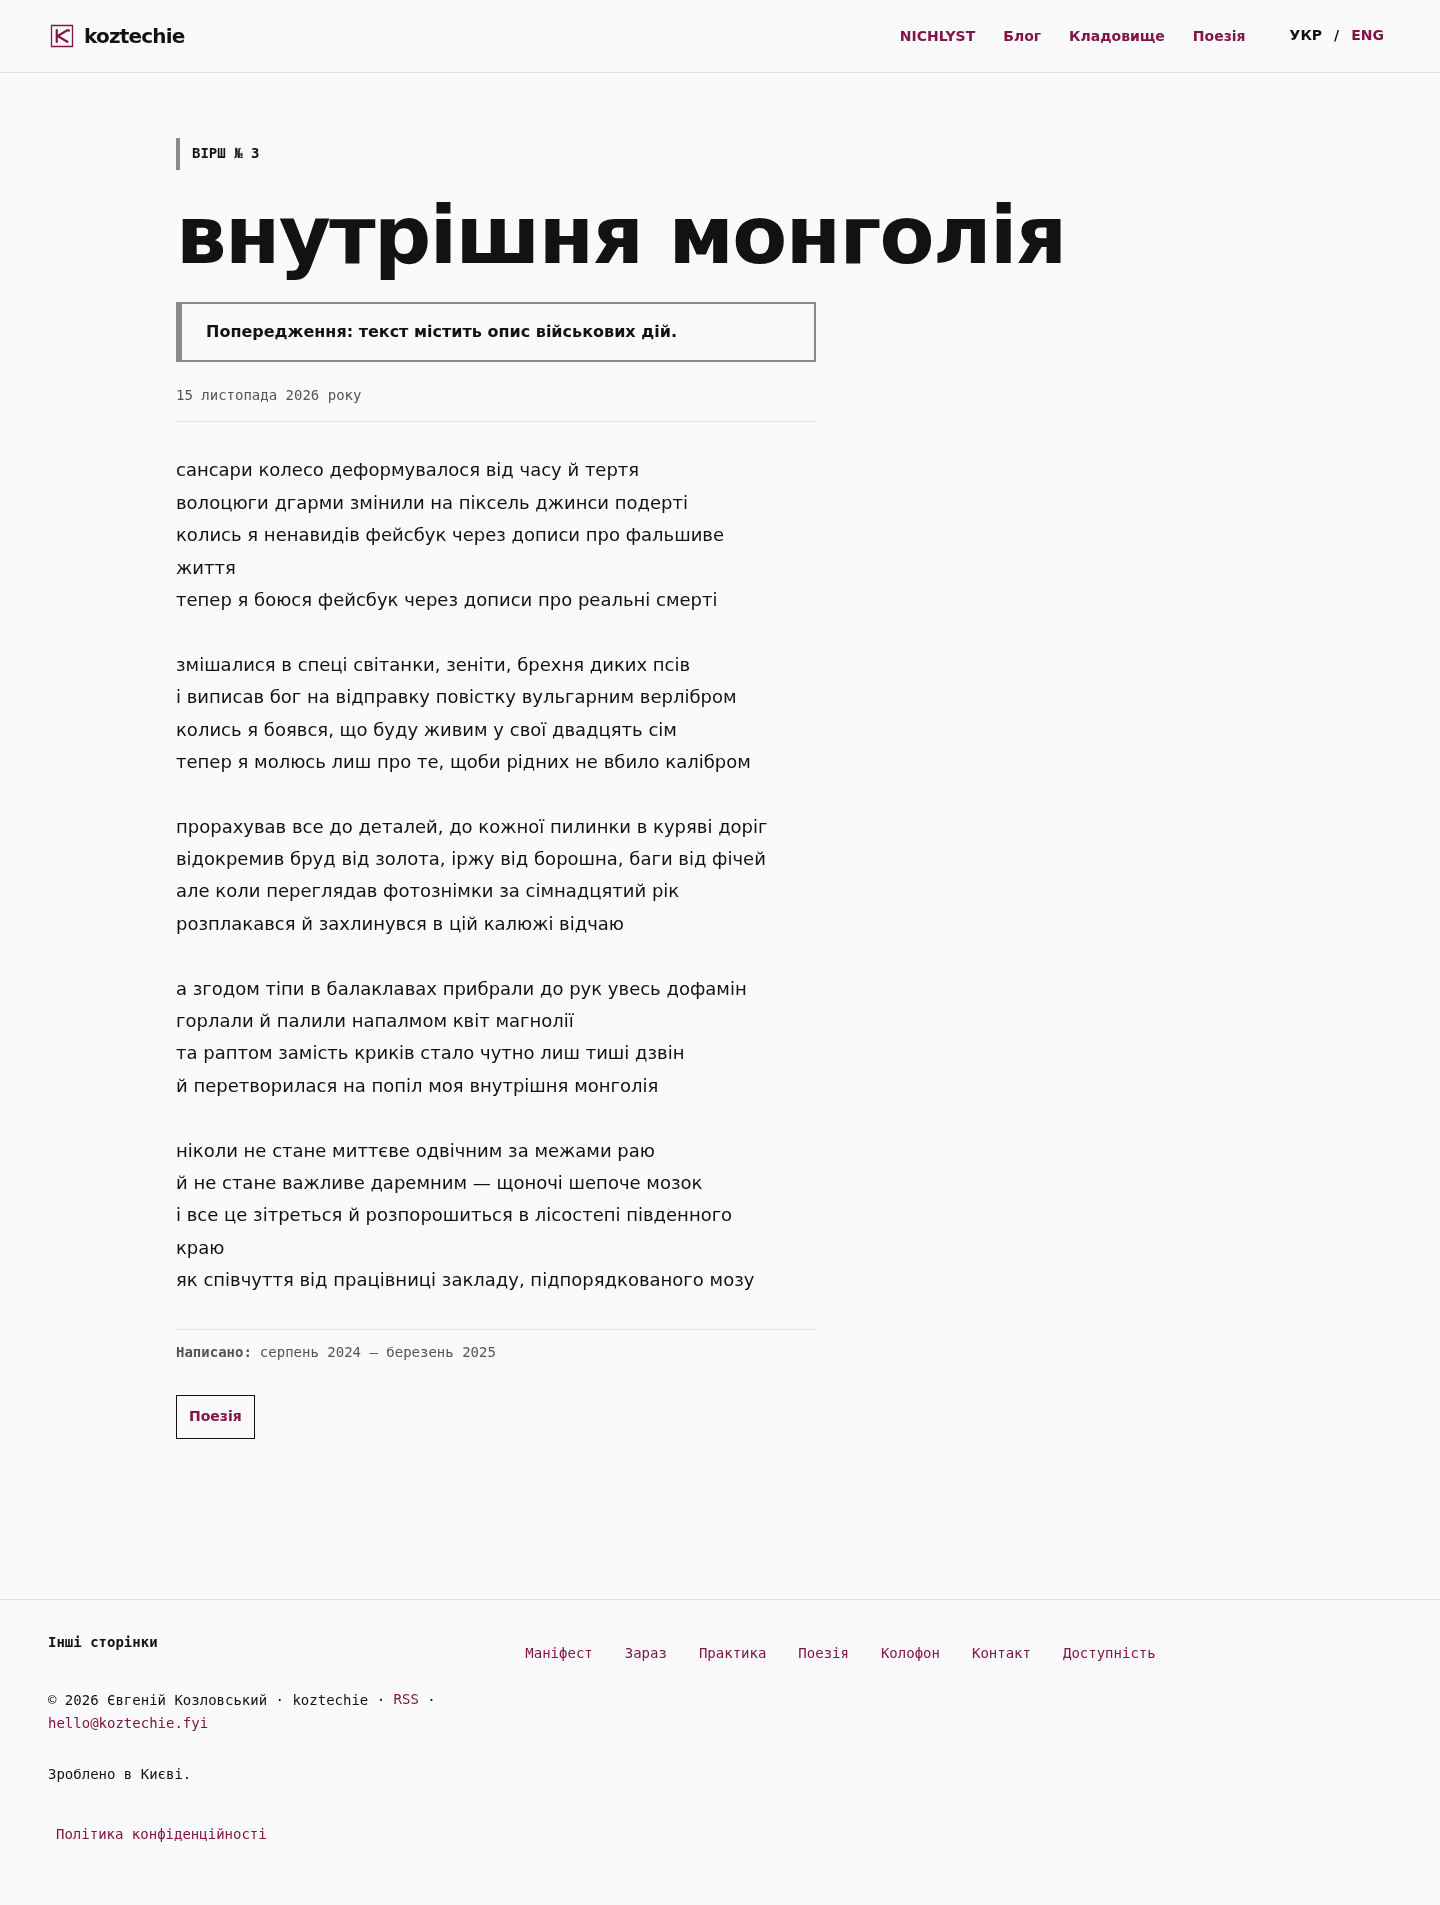 koztechie
NICHLYST Блог Кладовище Поезія УКР / ENG
ВІРШ № 3
внутрішня монголія
Попередження: текст містить опис військових дій.
15 листопада 2026 року
сансари колесо деформувалося від часу й тертя
волоцюги дгарми змінили на піксель джинси подерті
колись я ненавидів фейсбук через дописи про фальшиве
життя
тепер я боюся фейсбук через дописи про реальні смерті
змішалися в спеці світанки, зеніти, брехня диких псів
і виписав бог на відправку повістку вульгарним верлібром
колись я боявся, що буду живим у свої двадцять сім
тепер я молюсь лиш про те, щоби рідних не вбило калібром
прорахував все до деталей, до кожної пилинки в куряві доріг
відокремив бруд від золота, іржу від борошна, баги від фічей
але коли переглядав фотознімки за сімнадцятий рік
розплакався й захлинувся в цій калюжі відчаю
а згодом тіпи в балаклавах прибрали до рук увесь дофамін
горлали й палили напалмом квіт магнолії
та раптом замість криків стало чутно лиш тиші дзвін
й перетворилася на попіл моя внутрішня монголія
ніколи не стане миттєве одвічним за межами раю
й не стане важливе даремним — щоночі шепоче мозок
і все це зітреться й розпорошиться в лісостепі південного
краю
як співчуття від працівниці закладу, підпорядкованого мозу
Написано: серпень 2024 — березень 2025
Поезія
Інші сторінки
Маніфест Зараз Практика Поезія Колофон Контакт Доступність
© 2026 Євгеній Козловський · koztechie · RSS ·
hello@koztechie.fyi
Зроблено в Києві.
Політика конфіденційності